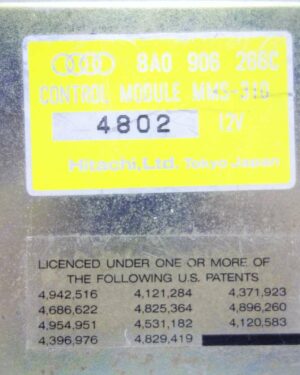 8A0 906 266C
CONTROL MODULE MMS-310
4802 12V
Hitachi,Ltd. Tokyo Japan
LICENCED UNDER ONE OR MORE OF
THE FOLLOWING U.S. PATENTS
4,942,516 4,121,284 4,371,923
4,686,622 4,825,364 4,896,260
4,954,951 4,531,182 4,120,583
4,396,976 4,829,419